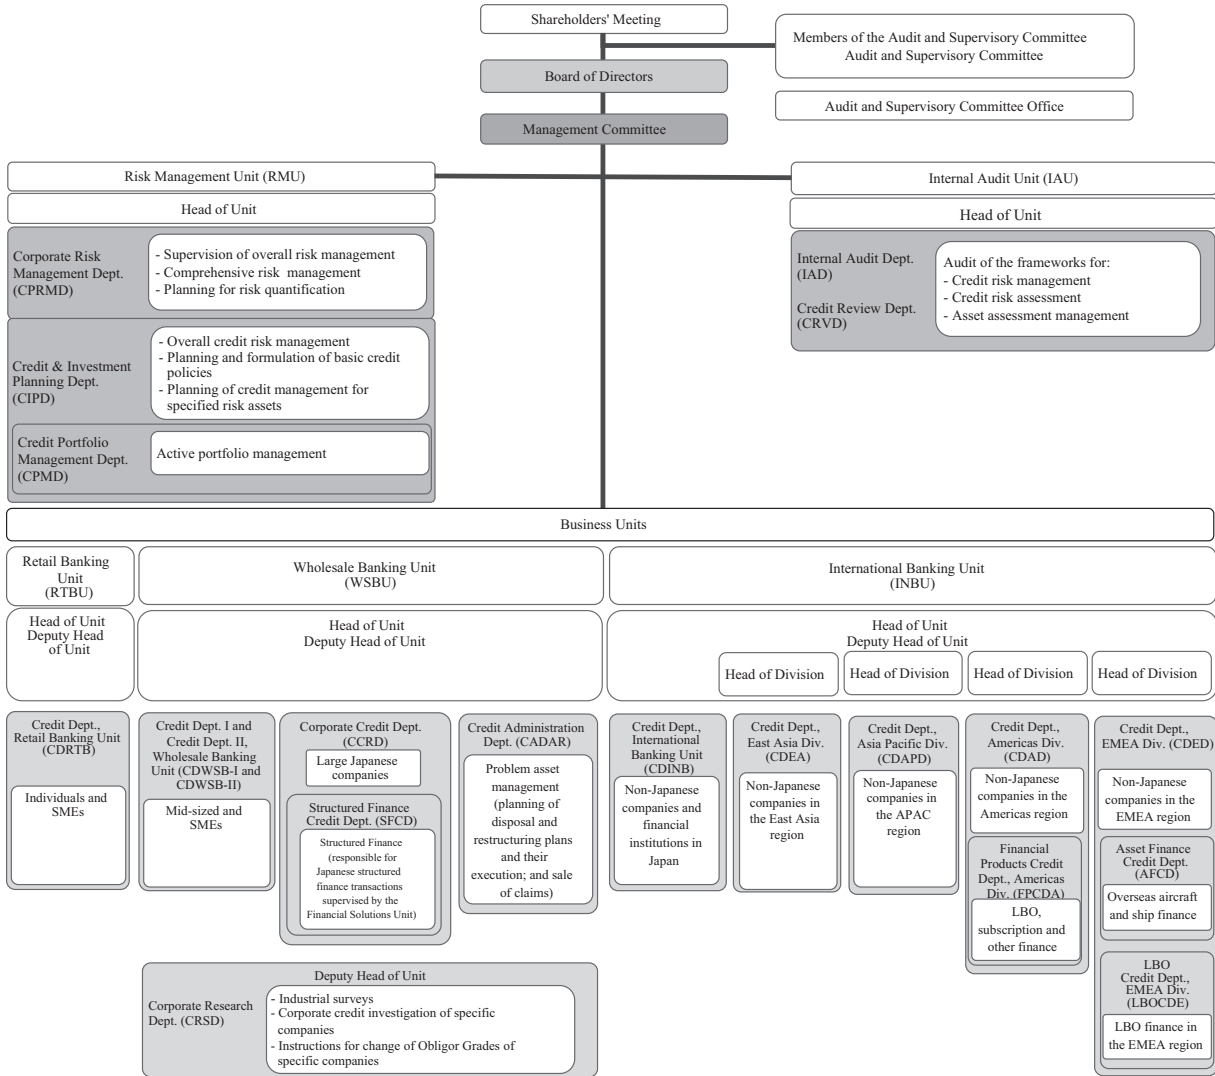 Shareholders' Meeting
Members of the Audit and Supervisory Committee
Audit and Supervisory Committee
Board of Directors
Audit and Supervisory Committee Office
Management Committee
Risk Management Unit (RMU)
Head of Unit
Corporate Risk
Management Dept.
(CPRMD)
- Supervision of overall risk management
- Comprehensive risk management
- Planning for risk quantification
Credit & Investment
Planning Dept.
(CIPD)
- Overall credit risk management
- Planning and formulation of basic credit
policies
- Planning of credit management for
specified risk assets
Credit Portfolio
Management Dept.
(CPMD)
Active portfolio management
Internal Audit Unit (IAU)
Head of Unit
Internal Audit Dept.
(IAD)
Credit Review Dept.
(CRVD)
Audit of the frameworks for:
- Credit risk management
- Credit risk assessment
- Asset assessment management
Business Units
Retail Banking
Unit
(RTBU)
Wholesale Banking Unit
(WSBU)
International Banking Unit
(INBU)
Head of Unit
Deputy Head
of Unit
Head of Unit
Deputy Head of Unit
Head of Unit
Deputy Head of Unit
Head of Division
Head of Division
Head of Division
Head of Division
Credit Dept.,
Retail Banking Unit
(CDRTB)
Individuals and
SMEs
Credit Dept. I and
Credit Dept. II,
Wholesale Banking
Unit (CDWSB-I and
CDWSB-II)
Mid-sized and
SMEs
Corporate Credit Dept.
(CCRD)
Large Japanese
companies
Structured Finance
Credit Dept. (SFCD)
Structured Finance
(responsible for
Japanese structured
finance transactions
supervised by the
Financial Solutions Unit)
Credit Administration
Dept. (CADAR)
Problem asset
management
(planning of
disposal and
restructuring plans
and their
execution; and sale
of claims)
Credit Dept.,
International
Banking Unit
(CDINB)
Non-Japanese
companies and
financial
institutions in
Japan
Credit Dept.,
East Asia Div.
(CDEA)
Non-Japanese
companies in
the East Asia
region
Credit Dept.,
Asia Pacific Div.
(CDAPD)
Non-Japanese
companies in
the APAC
region
Credit Dept.,
Americas Div.
(CDAD)
Non-Japanese
companies in the
Americas region
Financial
Products Credit
Dept., Americas
Div. (FPCDA)
LBO,
subscription and
other finance
Credit Dept.,
EMEA Div. (CDED)
Non-Japanese
companies in the
EMEA region
Asset Finance
Credit Dept.
(AFCD)
Overseas aircraft
and ship finance
LBO
Credit Dept.,
EMEA Div.
(LBOCDE)
LBO finance in
the EMEA region
Deputy Head of Unit
Corporate Research
Dept. (CRSD)
- Industrial surveys
- Corporate credit investigation of specific
companies
- Instructions for change of Obligor Grades of
specific companies